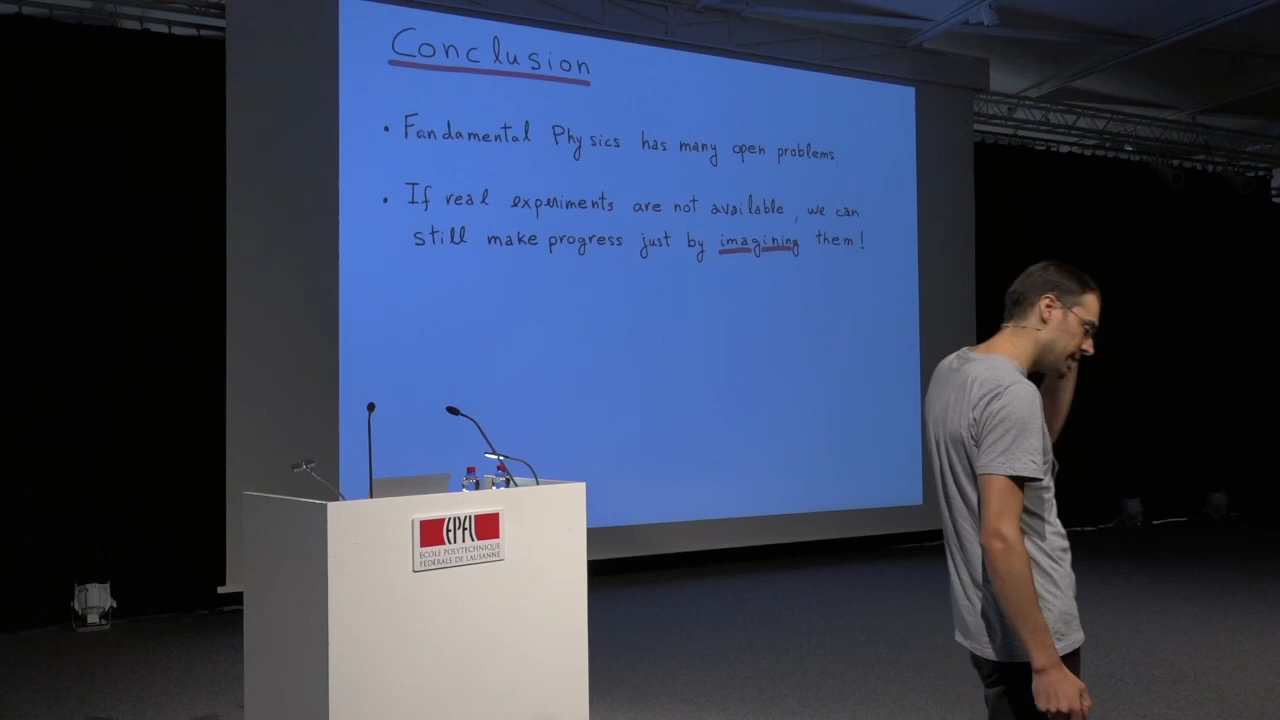 Conclusion
• Fundamental Physics has many open problems.
• If real experiments are not available, we can
still make progress just by imagining them!
EPFL
ÉCOLE POLYTECHNIQUE
FÉDÉRALE DE LAUSANNE